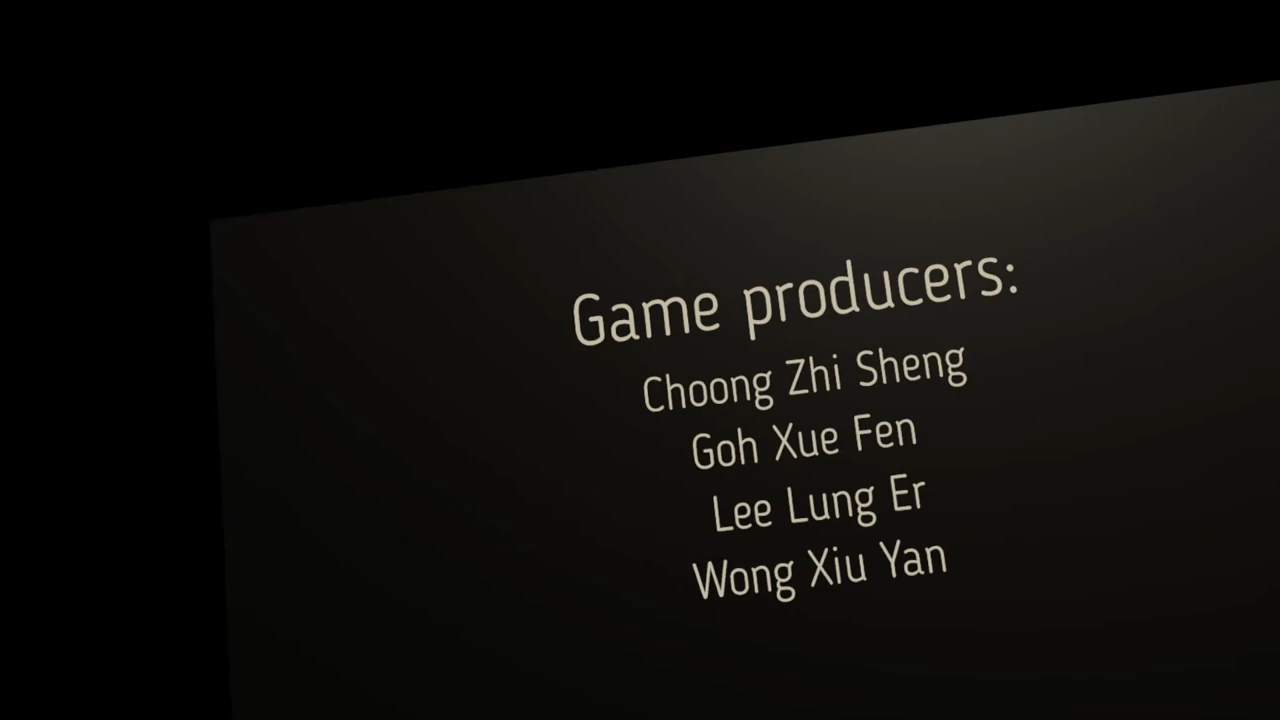 Game producers:
Choong Zhi Sheng
Goh Xue Fen
Lee Lung Er
Wong Xiu Yan